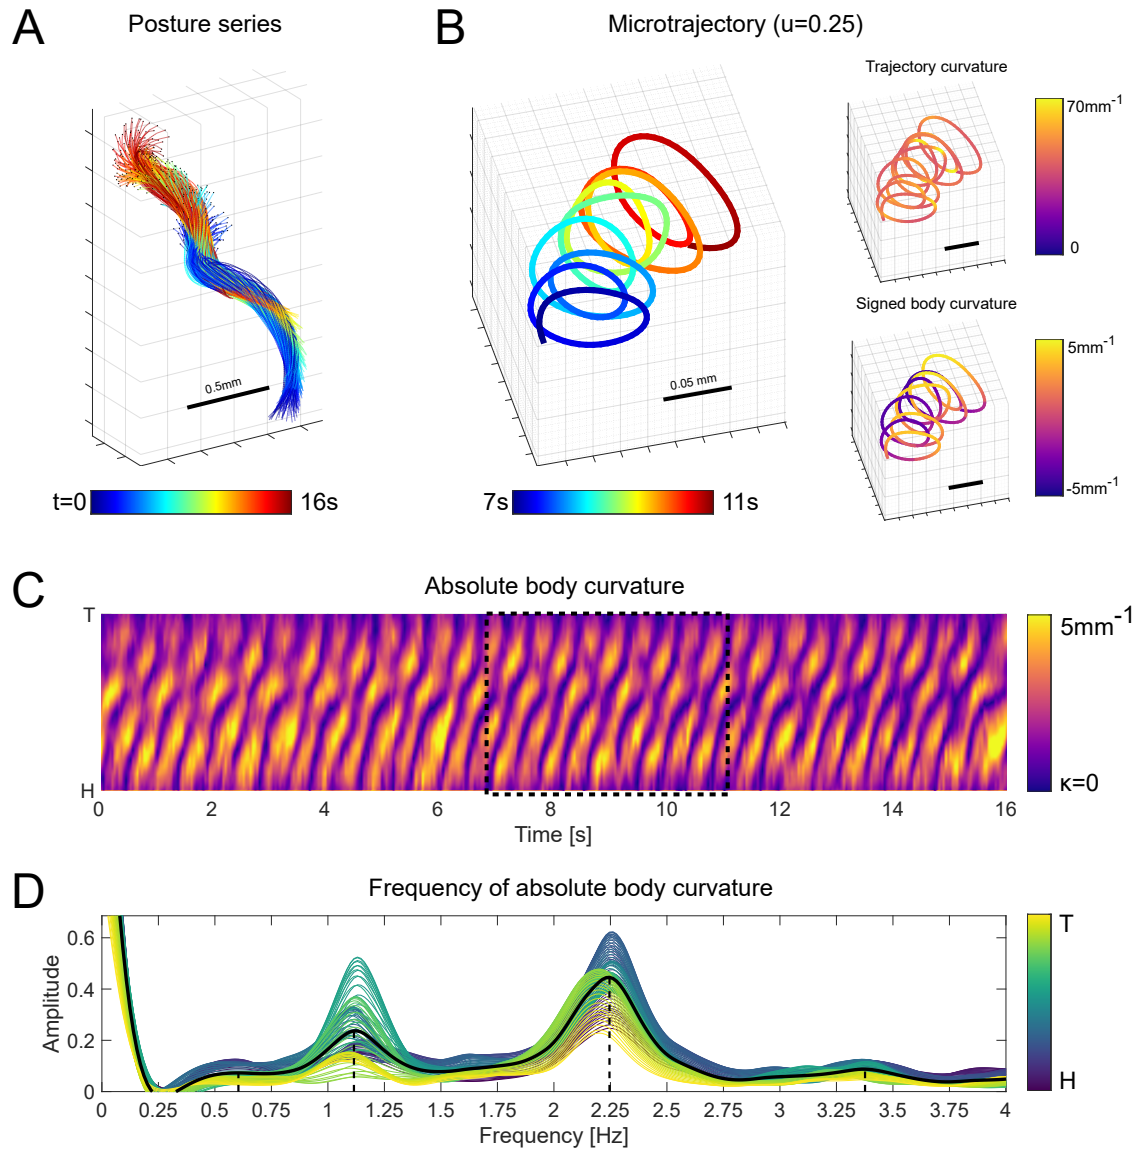 A
Posture series
0.5mm
t=0
16s
B
Microtrajectory (u=0.25)
0.05 mm
7s
11s
Trajectory curvature
70mm-1
0
Signed body curvature
5mm-1
-5mm-1
C
Absolute body curvature
T
H
0 2 4 6 8 10 12 14 16
Time [s]
5mm-1
κ=0
D
Frequency of absolute body curvature
Amplitude
0.6
0.4
0.2
0
0 0.25 0.5 0.75 1 1.25 1.5 1.75 2 2.25 2.5 2.75 3 3.25 3.5 3.75 4
Frequency [Hz]
T
H